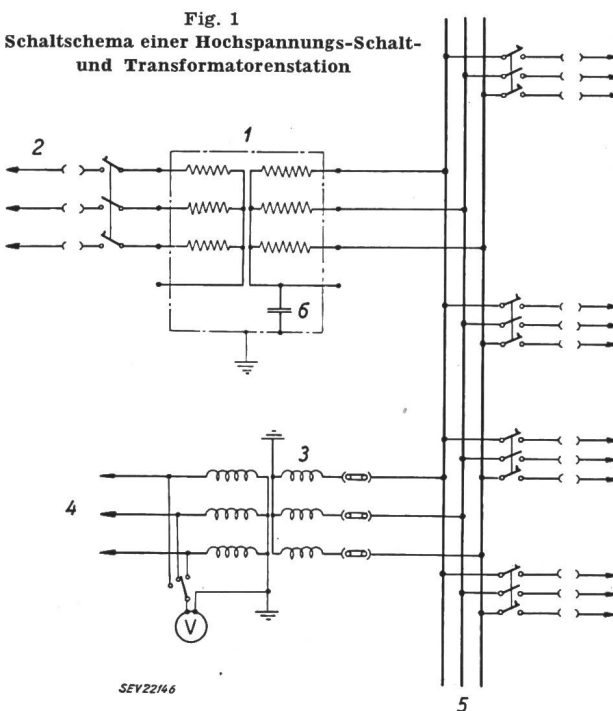 Fig. 1
Schaltschema einer Hochspannungs-Schalt-
und Transformatorenstation
1
2
6
3
4
V
SEV22146
5